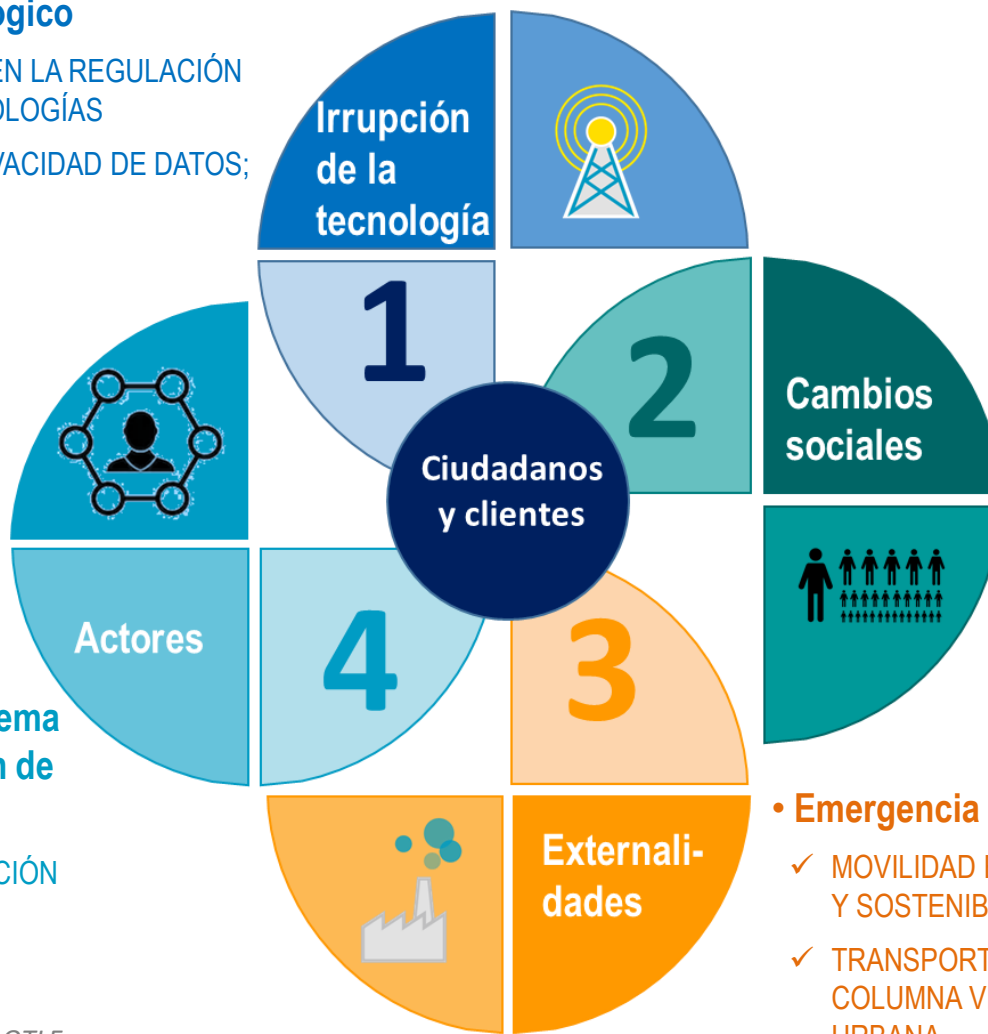 ógico
EN LA REGULACIÓN
OLOGÍAS
VACIDAD DE DATOS;
Irrupción
de la
tecnología
1
2
Cambios
sociales
Ciudadanos
y clientes
Actores
4
3
ema
n de
CIÓN
Externali-
dades
• Emergencia
✓ MOVILIDAD
Y SOSTENIB
✓ TRANSPORT
COLUMNA V
URBANA